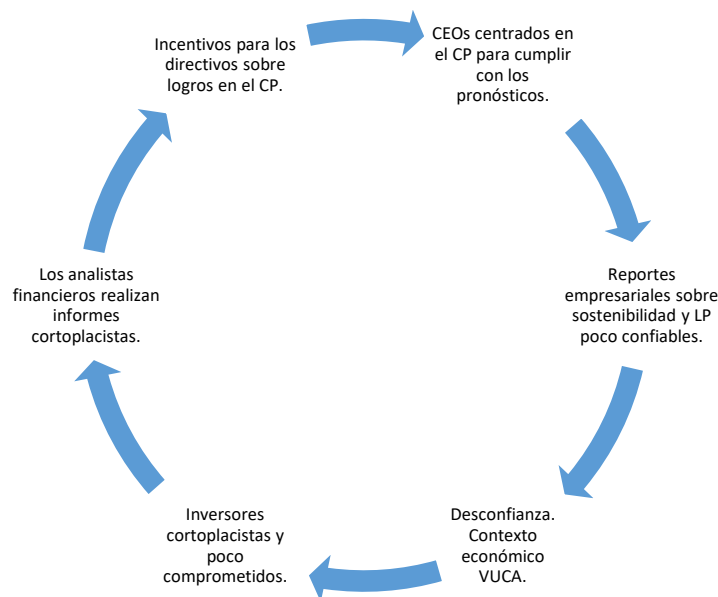 Incentivos para los
directivos sobre
logros en el CP.
CEOs centrados en
el CP para cumplir
con los
pronósticos.
Reportes
empresariales sobre
sostenibilidad y LP
poco confiables.
Desconfianza.
Contexto
económico
VUCA.
Inversores
cortoplacistas y
poco
comprometidos.
Los analistas
financieros realizan
informes
cortoplacistas.